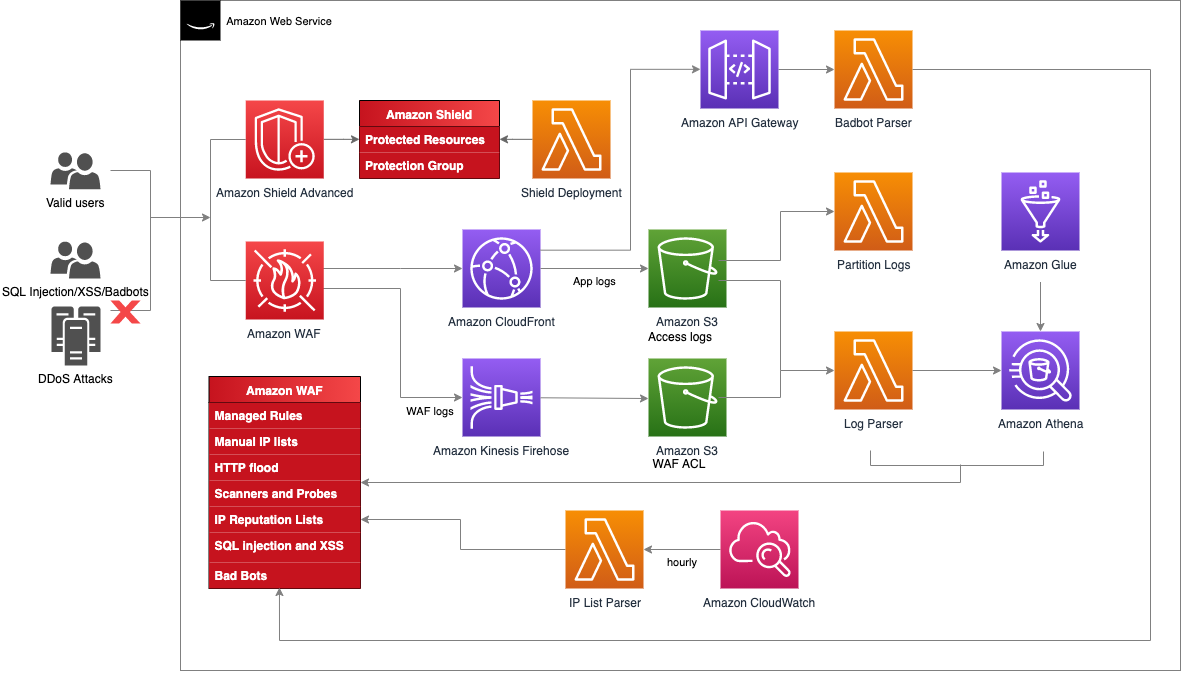 Amazon Web Service
Amazon API Gateway
Badbot Parser
Amazon Shield
Protected Resources
Protection Group
Amazon Shield Advanced
Shield Deployment
Valid users
SQL Injection/XSS/Badbots
DDoS Attacks
Amazon WAF
Amazon CloudFront
App logs
Amazon S3
Access logs
Partition Logs
Amazon Glue
WAF logs
Amazon Kinesis Firehose
Amazon S3
WAF ACL
Log Parser
Amazon Athena
Amazon WAF
Managed Rules
Manual IP lists
HTTP flood
Scanners and Probes
IP Reputation Lists
SQL injection and XSS
Bad Bots
IP List Parser
hourly
Amazon CloudWatch